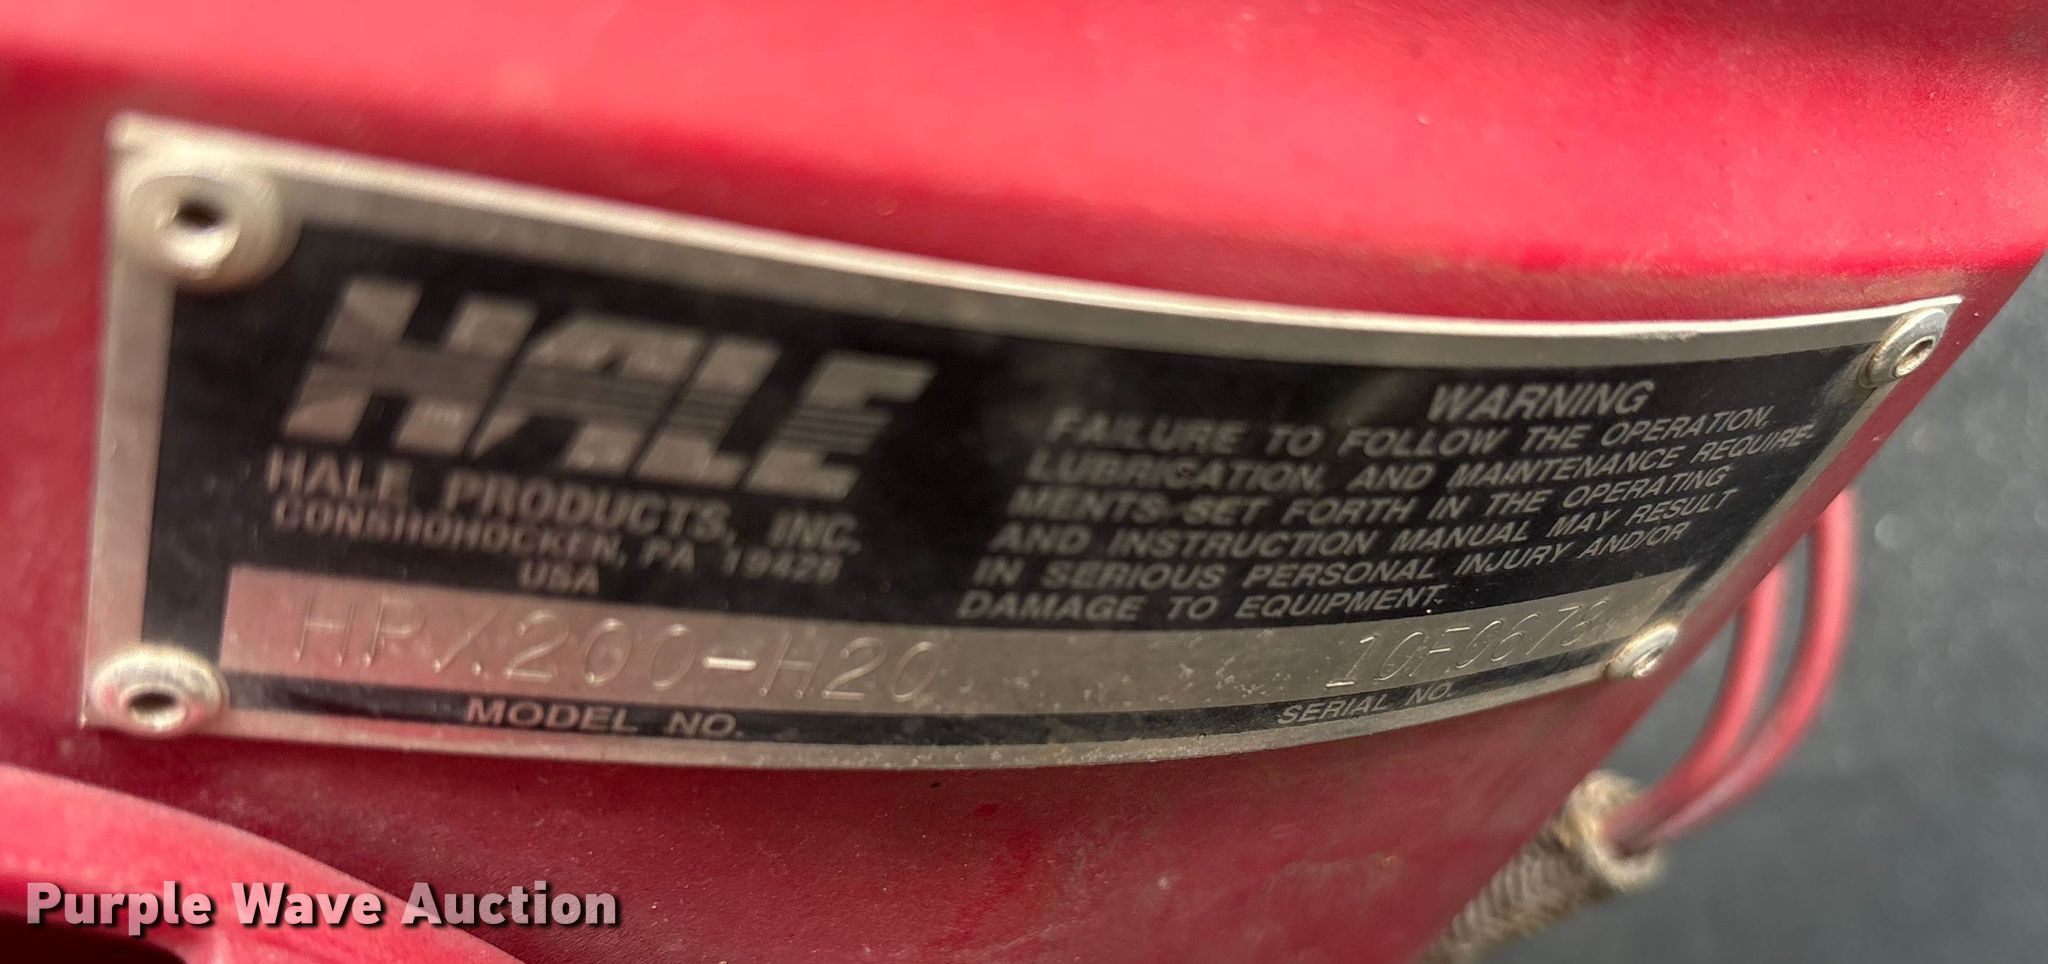 HALE
HALE PRODUCTS, INC.
CONSHOHOCKEN, PA 19428
USA
WARNING
FAILURE TO FOLLOW THE OPERATION,
LUBRICATION, AND MAINTENANCE REQUIRE-
MENTS SET FORTH IN THE OPERATING
AND INSTRUCTION MANUAL MAY RESULT
IN SERIOUS PERSONAL INJURY AND/OR
DAMAGE TO EQUIPMENT.
HPX200-H20
MODEL NO.
SERIAL NO.
Purple Wave Auction